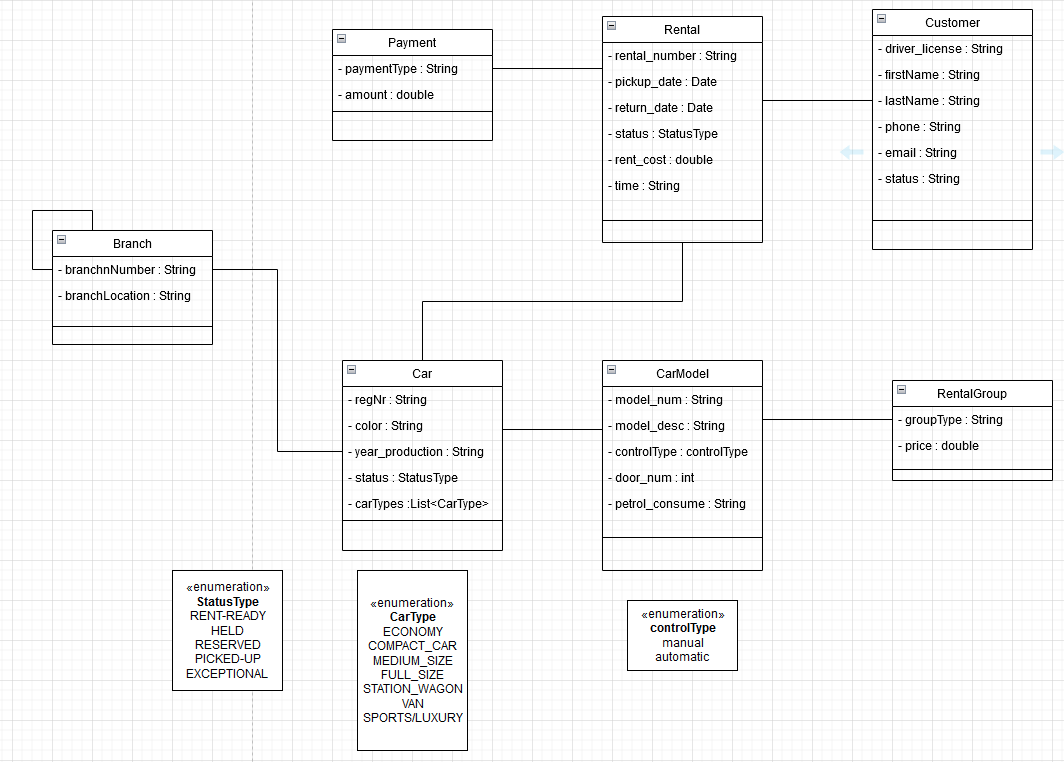 Payment
- paymentType : String
- amount : double
Rental
- rental_number : String
- pickup_date : Date
- return_date : Date
- status : StatusType
- rent_cost : double
- time : String
Customer
- driver_license : String
- firstName : String
- lastName : String
- phone : String
- email : String
- status : String
Branch
- branchnNumber : String
- branchLocation : String
Car
- regNr : String
- color : String
- year_production : String
- status : StatusType
- carTypes :List<CarType>
CarModel
- model_num : String
- model_desc : String
- controlType : controlType
- door_num : int
- petrol_consume : String
RentalGroup
- groupType : String
- price : double
«enumeration»
StatusType
RENT-READY
HELD
RESERVED
PICKED-UP
EXCEPTIONAL
«enumeration»
CarType
ECONOMY
COMPACT_CAR
MEDIUM_SIZE
FULL_SIZE
STATION_WAGON
VAN
SPORTS/LUXURY
«enumeration»
controlType
manual
automatic